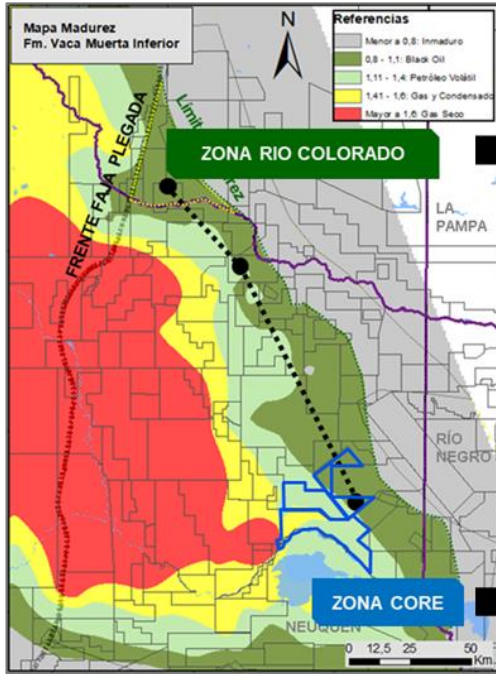 Mapa Madurez
Fm. Vaca Muerta Inferior
N
Referencias
Menor a 0,8: Inmaduro
0,8 - 1,1: Black Oil
1,11 - 1,4: Petróleo Volátil
1,41 - 1,6: Gas y Condensado
Mayor a 1,6: Gas Seco
Límite
rez
ZONA RIO COLORADO
FRENTE FAJA PLEGADA
LA
PAMPA
RÍO
NEGRO
ZONA CORE
NEUQUEN
0 12,5 25 50
Km.